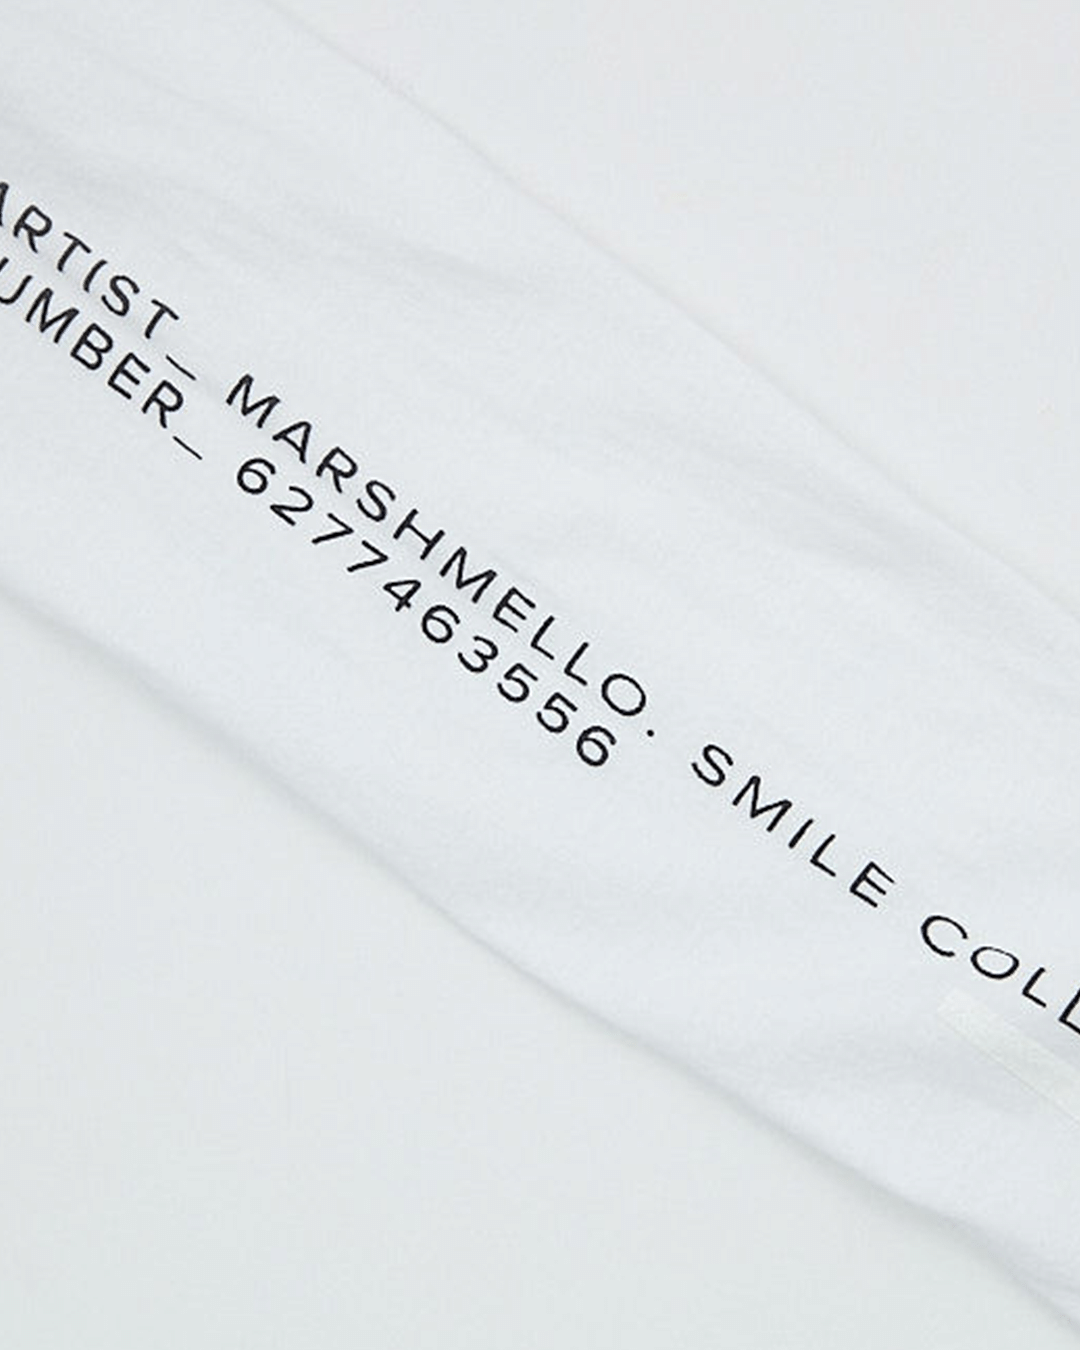 ARTIST_ MARSHMELLO. SMILE COLL
UMBER_ 6277463556